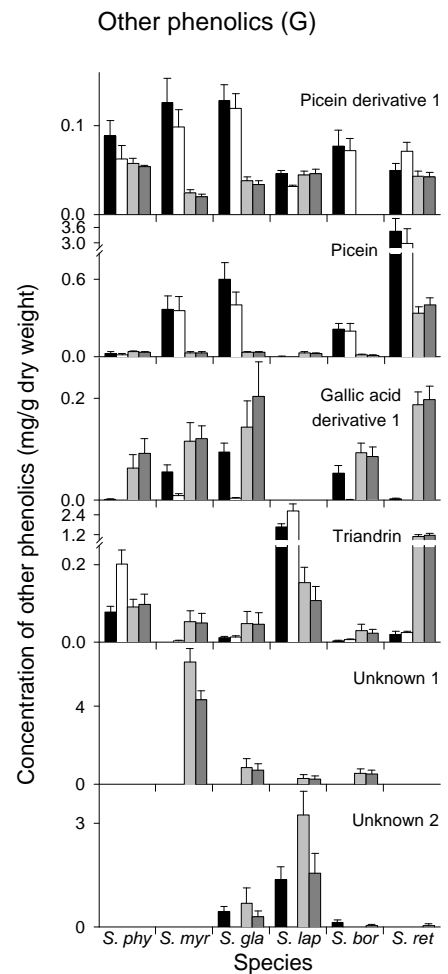 Other phenolics (G)
Concentration of other phenolics (mg/g dry weight)
Picein derivative 1
0.1
0.0
3.6
3.0
Picein
0.6
0.0
Gallic acid
derivative 1
0.2
0.0
2.4
1.2
Triandrin
0.2
0.0
Unknown 1
4
0
Unknown 2
3
0
S. phy S. myr S. gla S. lap S. bor S. ret
Species